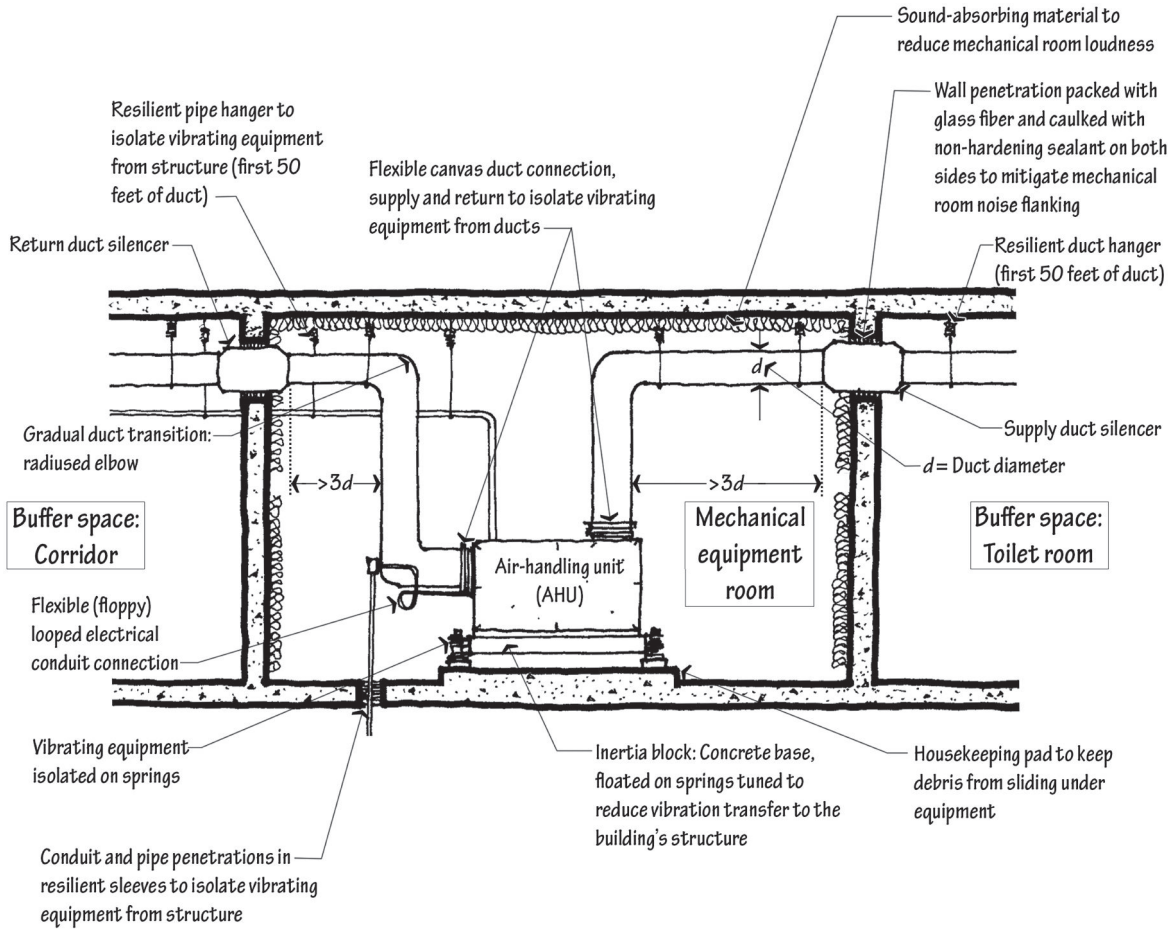 Sound-absorbing material to
reduce mechanical room loudness
Wall penetration packed with
glass fiber and caulked with
non-hardening sealant on both
sides to mitigate mechanical
room noise flanking
Resilient pipe hanger to
isolate vibrating equipment
from structure (first 50
feet of duct)
Flexible canvas duct connection,
supply and return to isolate vibrating
equipment from ducts
Return duct silencer
Resilient duct hanger
(first 50 feet of duct)
d
Gradual duct transition:
radiused elbow
Supply duct silencer
d = Duct diameter
>3d
>3d
Buffer space:
Corridor
Mechanical
equipment
room
Buffer space:
Toilet room
Air-handling unit
(AHU)
Flexible (floppy)
looped electrical
conduit connection
Vibrating equipment
isolated on springs
Inertia block: Concrete base,
floated on springs tuned to
reduce vibration transfer to the
building's structure
Housekeeping pad to keep
debris from sliding under
equipment
Conduit and pipe penetrations in
resilient sleeves to isolate vibrating
equipment from structure